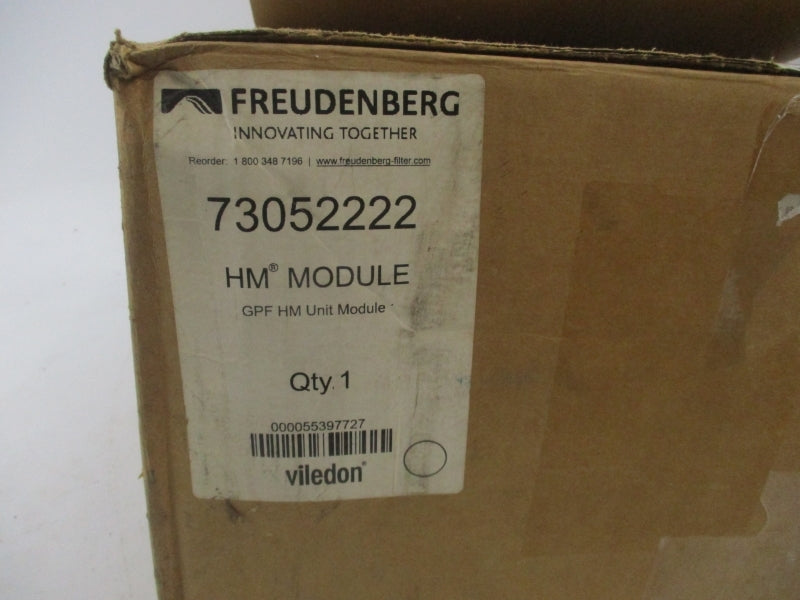 FREUDENBERG
INNOVATING TOGETHER
Reorder: 1 800 348 7196 | www.freudenberg-filter.com
73052222
HM® MODULE
GPF HM Unit Module
Qty. 1
000055397727
viledon®